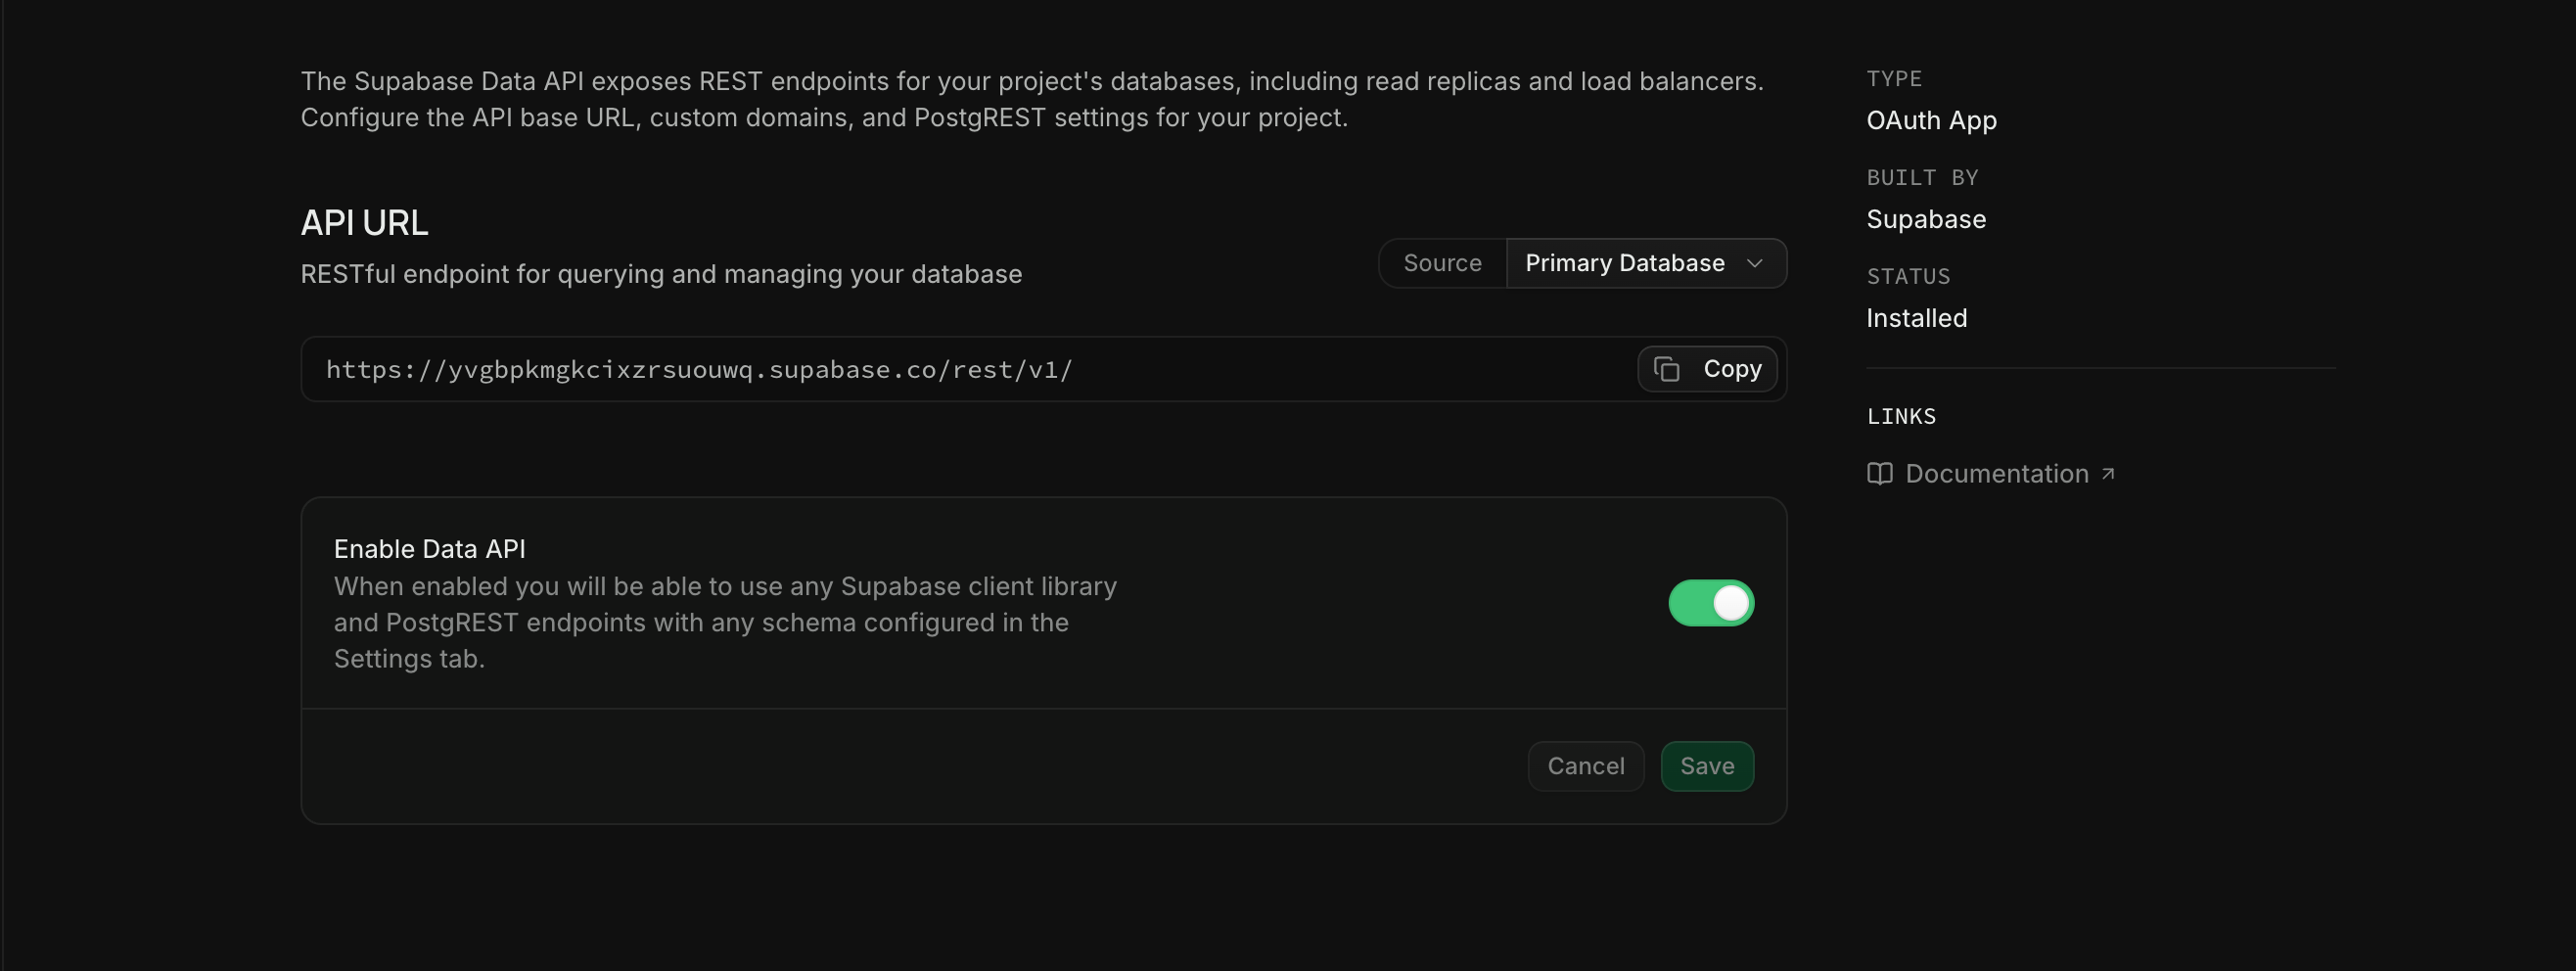 The Supabase Data API exposes REST endpoints for your project's databases, including read replicas and load balancers.
Configure the API base URL, custom domains, and PostgREST settings for your project.
API URL
RESTful endpoint for querying and managing your database
Source
Primary Database
https://yvgbpkmgkcixzrsuouwq.supabase.co/rest/v1/
Copy
Enable Data API
When enabled you will be able to use any Supabase client library
and PostgREST endpoints with any schema configured in the
Settings tab.
Cancel
Save
TYPE
OAuth App
BUILT BY
Supabase
STATUS
Installed
LINKS
Documentation